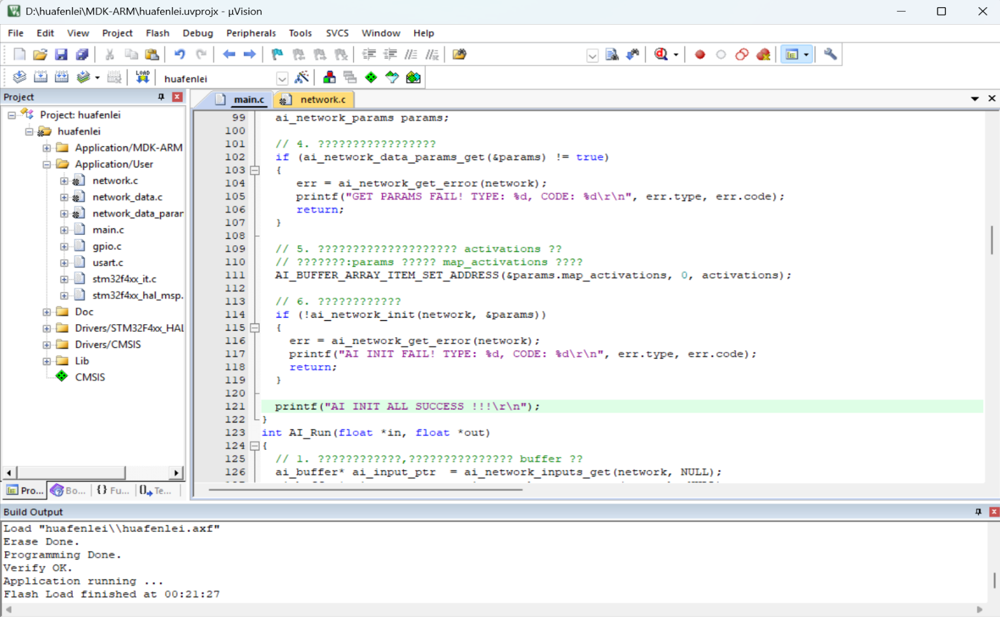 D:\huafenlei\MDK-ARM\huafenlei.uvprojx - µVision
File Edit View Project Flash Debug Peripherals Tools SVCS Window Help
LOAD
huafenlei
Project
Project: huafenlei
huafenlei
Application/MDK-ARM
Application/User
network.c
network_data.c
network_data_parar
main.c
gpio.c
usart.c
stm32f4xx_it.c
stm32f4xx_hal_msp.
Doc
Drivers/STM32F4xx_HAL
Drivers/CMSIS
Lib
CMSIS
Pro... Bo... {} Fu... Te...
main.c network.c
99 ai_network_params params;
100
101 // 4. ?????????????????
102 if (ai_network_data_params_get(&params) != true)
103 {
104 err = ai_network_get_error(network);
105 printf("GET PARAMS FAIL! TYPE: %d, CODE: %d\r\n", err.type, err.code);
106 return;
107 }
108
109 // 5. ???????????????????? activations ??
110 // ???????:params ????? map_activations ????
111 AI_BUFFER_ARRAY_ITEM_SET_ADDRESS(&params.map_activations, 0, activations);
112
113 // 6. ????????????
114 if (!ai_network_init(network, &params))
115 {
116 err = ai_network_get_error(network);
117 printf("AI INIT FAIL! TYPE: %d, CODE: %d\r\n", err.type, err.code);
118 return;
119 }
120
121 printf("AI INIT ALL SUCCESS !!!\r\n");
122 }
123 int AI_Run(float *in, float *out)
124 {
125 // 1. ????????????,??????????????? buffer ??
126 ai_buffer* ai_input_ptr = ai_network_inputs_get(network, NULL);
Build Output
Load "huafenlei\\huafenlei.axf"
Erase Done.
Programming Done.
Verify OK.
Application running ...
Flash Load finished at 00:21:27